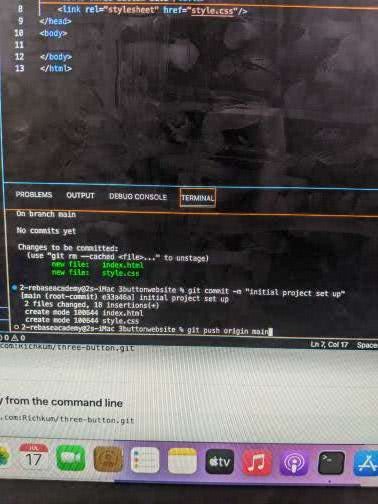 8 <link rel="stylesheet" href="style.css"/>
9 </head>
10 <body>
11
12 </body>
13 </html>
PROBLEMS OUTPUT DEBUG CONSOLE TERMINAL
On branch main
No commits yet
Changes to be committed:
(use "git rm --cached <file>..." to unstage)
new file: index.html
new file: style.css
2-rebaseacademy@2s-iMac 3buttonwebsite % git commit -m "initial project set up"
[main (root-commit) e33a46a] initial project set up
2 files changed, 18 insertions(+)
create mode 100644 index.html
create mode 100644 style.css
2-rebaseacademy@2s-iMac 3buttonwebsite % git push origin main
0 0 Ln 7, Col 17
com:Richkum/three-button.git
y from the command line
.com:Richkum/three-button.git
JUL
17
tv